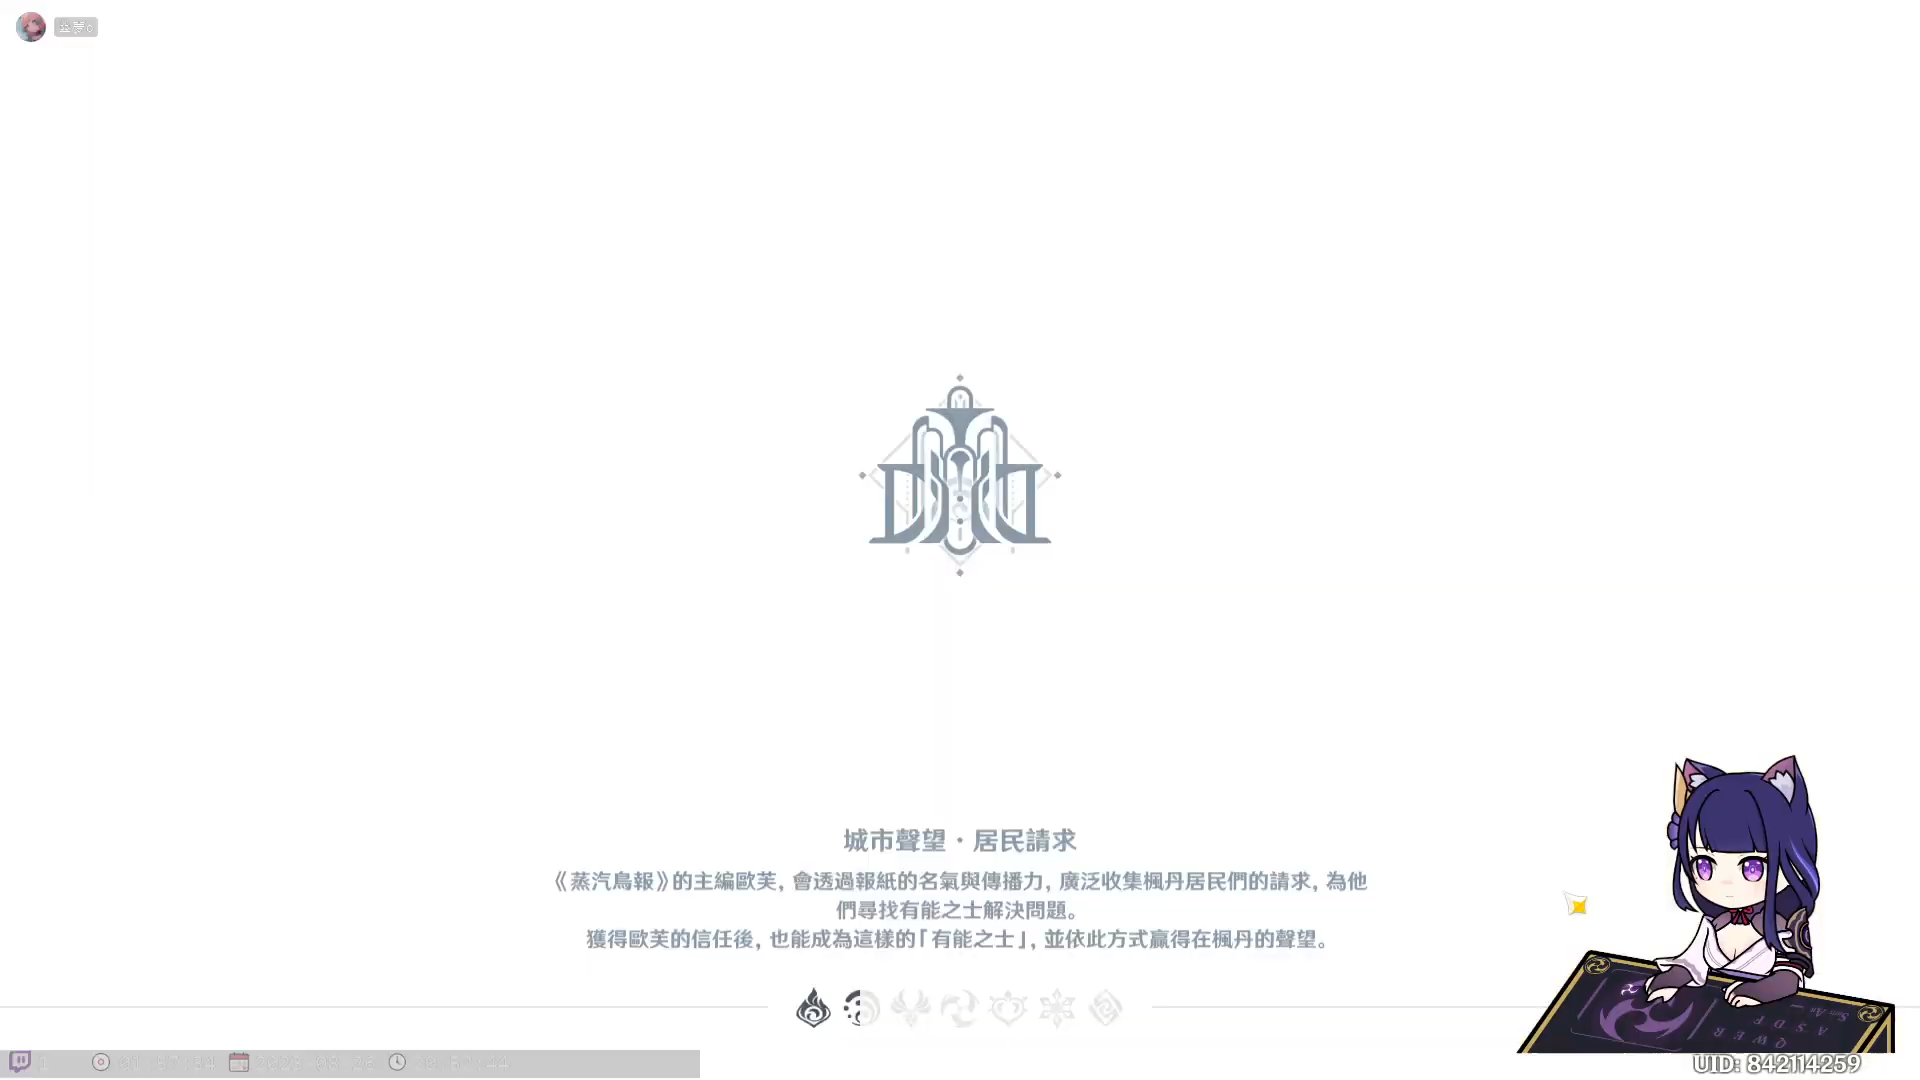 幽夢c
城市聲望·居民請求
《蒸汽鳥報》的主編歐芙，會透過報紙的名氣與傳播力，廣泛收集楓丹居民們的請求，為他
們尋找有能之士解決問題。
獲得歐芙的信任後，也能成為這樣的「有能之士」，並依此方式贏得在楓丹的聲望。
Q W E R
A S D F
UID: 842114259